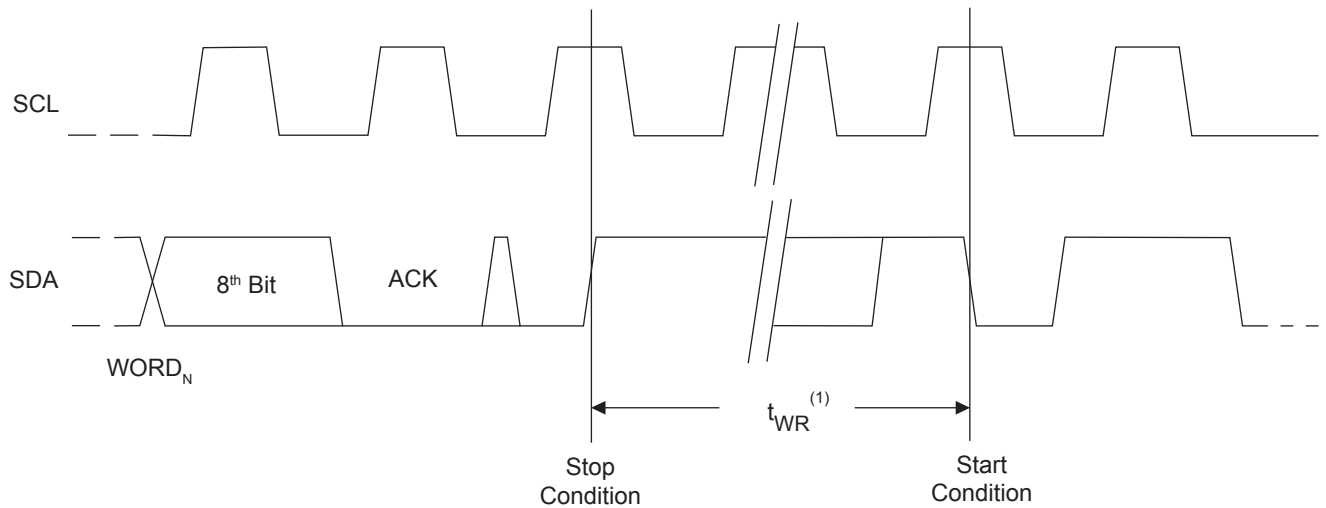 SCL
SDA
8th Bit
ACK
WORDN
tWR(1)
Stop
Condition
Start
Condition